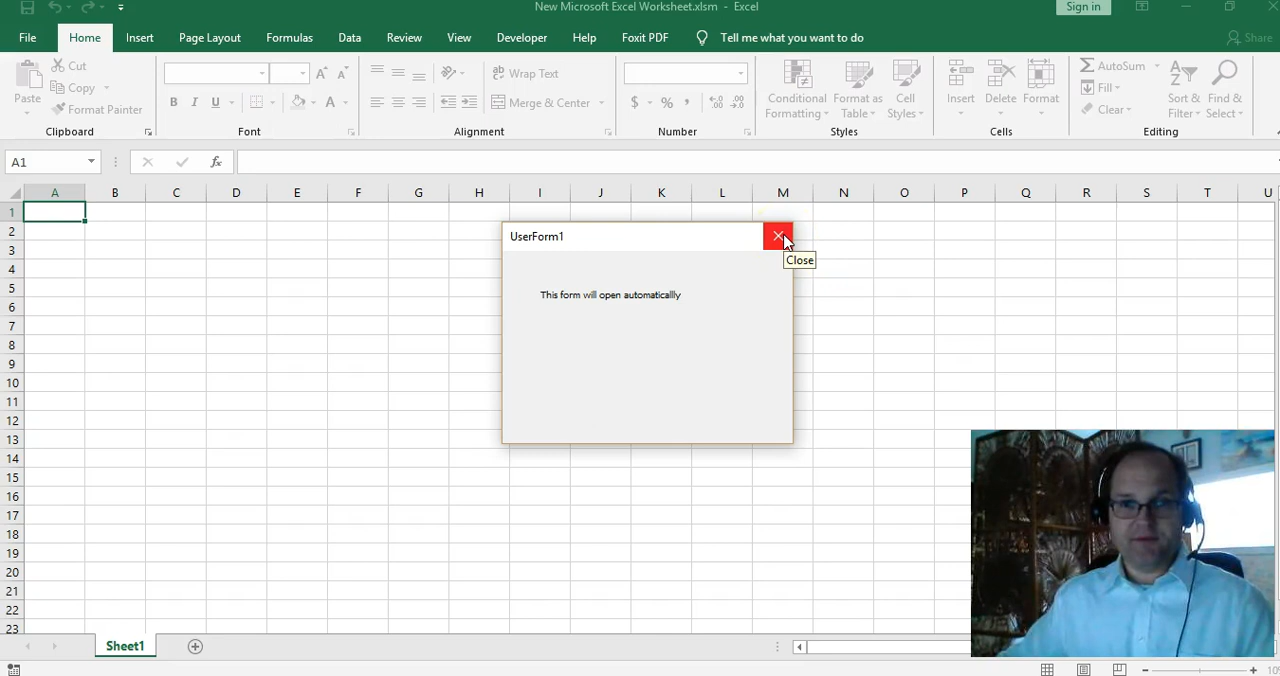 New Microsoft Excel Worksheet.xlsm - Excel
Sign in
File Home Insert Page Layout Formulas Data Review View Developer Help Foxit PDF Tell me what you want to do Share
Paste
Cut
Copy
Format Painter
Clipboard
B I U A A A
Font
Wrap Text
Merge & Center
Alignment
$ % ,
Number
Conditional Formatting
Format as Table
Cell Styles
Styles
Insert Delete Format
Cells
AutoSum
Fill
Clear
Sort & Filter
Find & Select
Editing
A1 fx
A B C D E F G H I J K L M N O P Q R S T U
1
2
3
4
5
6
7
8
9
10
11
12
13
14
15
16
17
18
19
20
21
22
23
UserForm1
Close
This form will open automaticallly
Sheet1